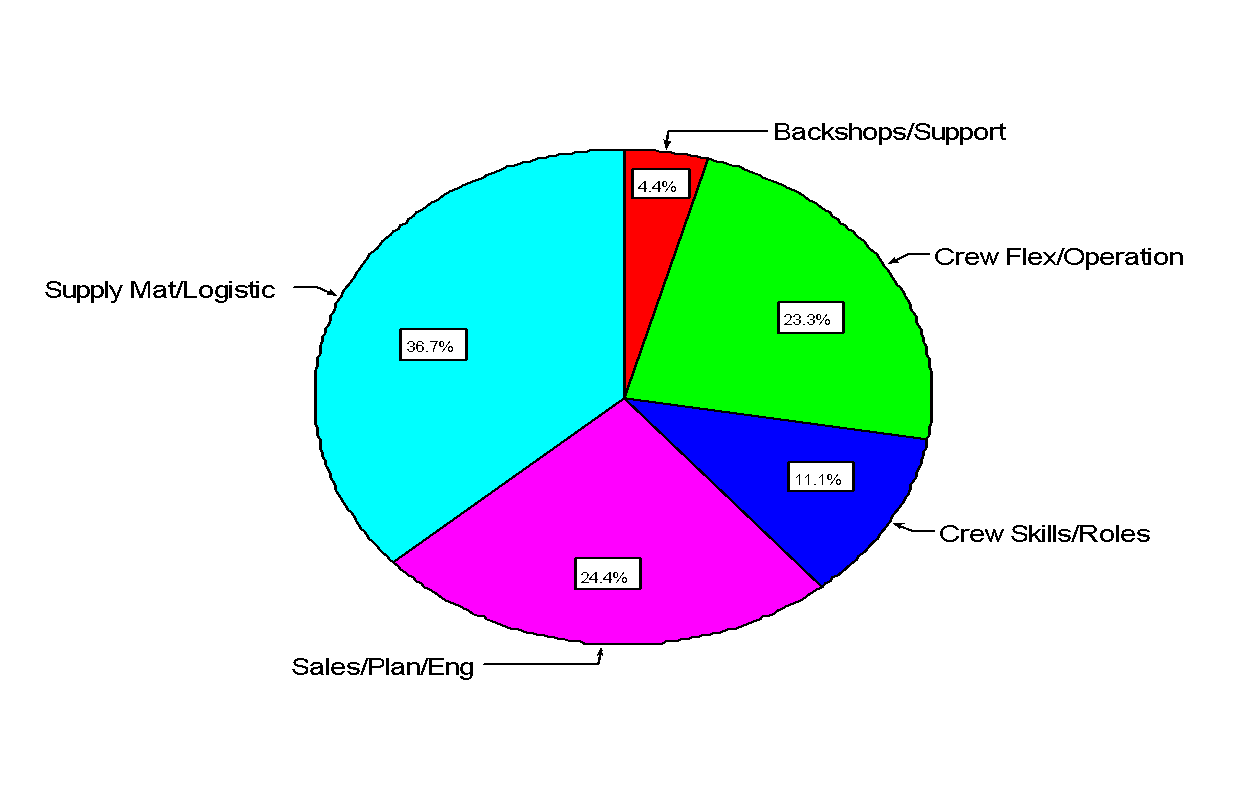 Backshops/Support
4.4%
Crew Flex/Operation
23.3%
Supply Mat/Logistic
36.7%
11.1%
Crew Skills/Roles
24.4%
Sales/Plan/Eng